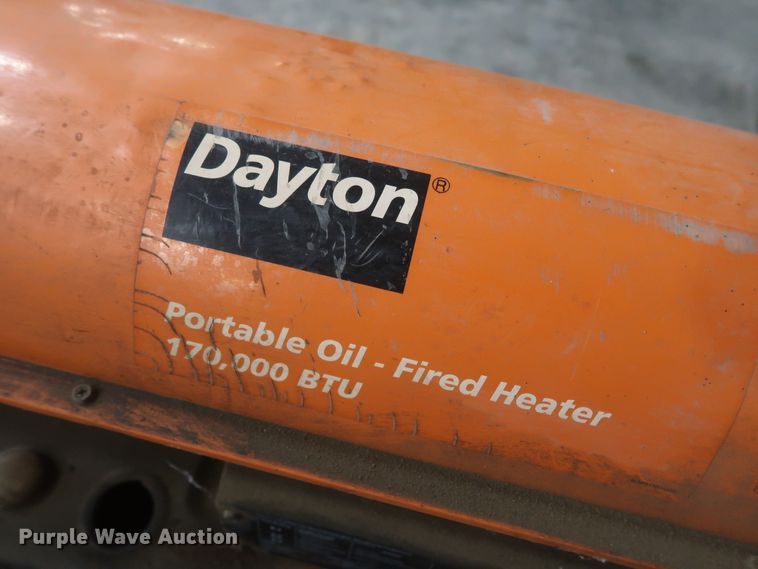 Dayton®
Portable Oil - Fired Heater
170,000 BTU
Purple Wave Auction